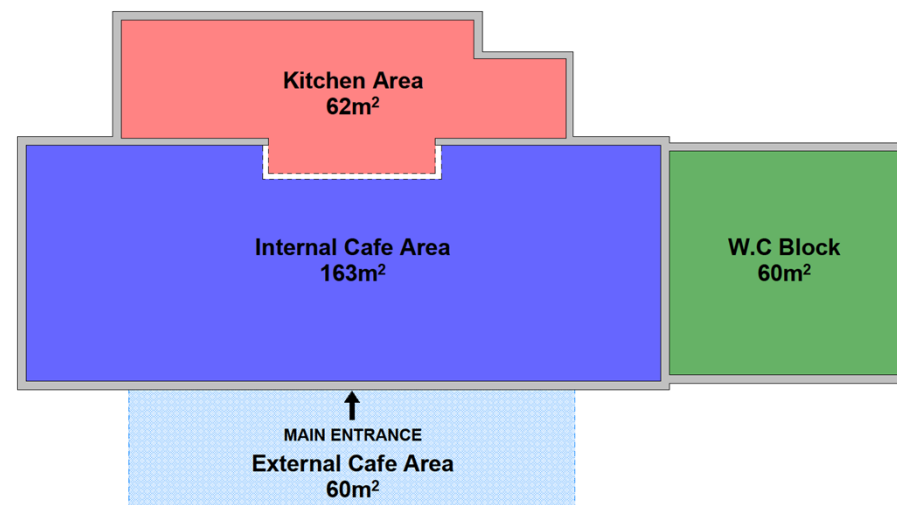 Kitchen Area
62m²
Internal Cafe Area
163m²
W.C Block
60m²
MAIN ENTRANCE
External Cafe Area
60m²